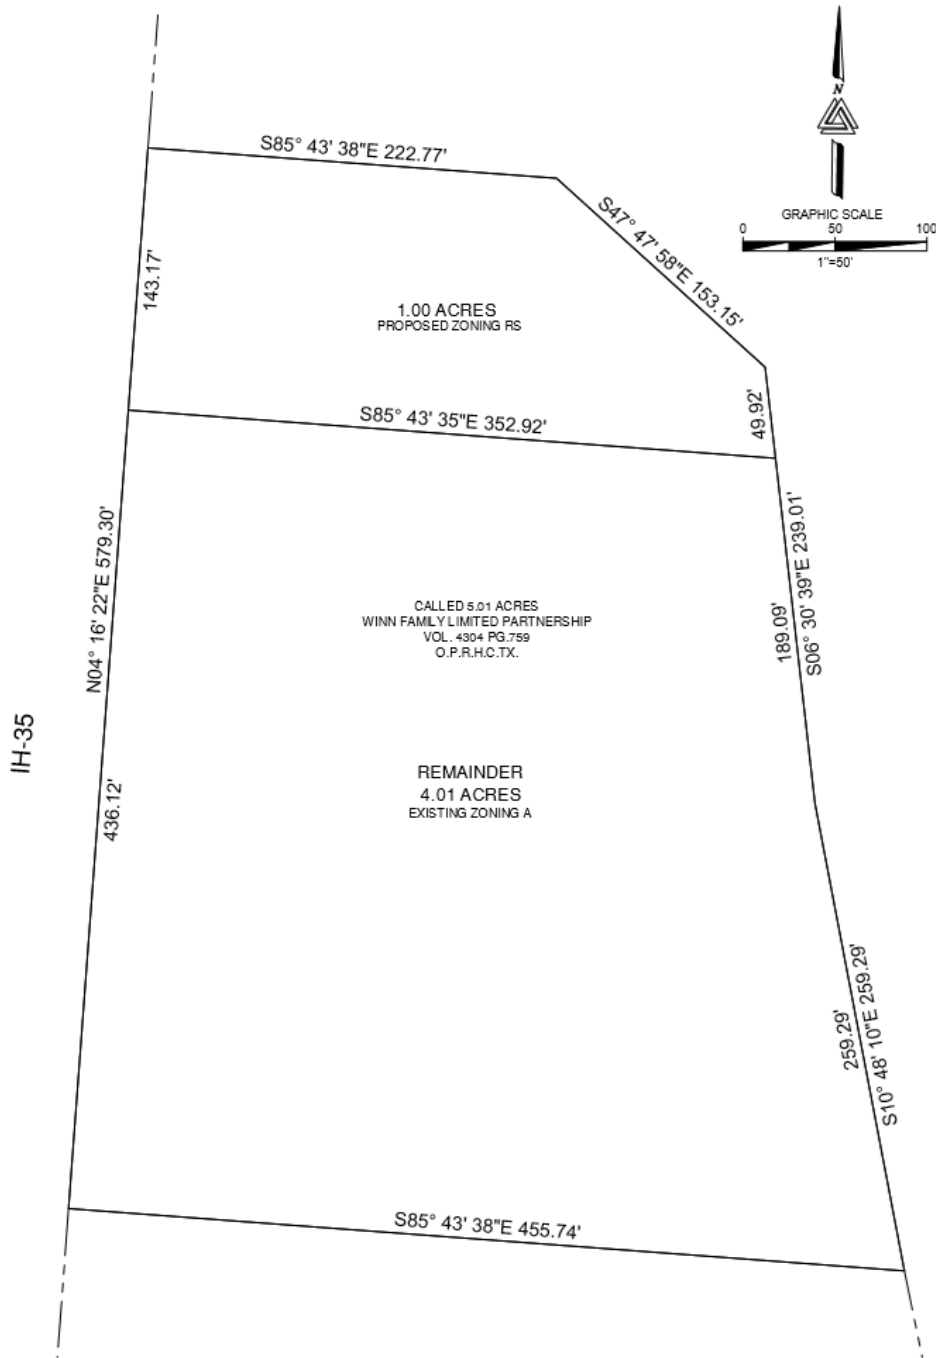 N
GRAPHIC SCALE
0 50 100
1"=50'
S85° 43' 38"E 222.77'
S47° 47' 58"E 153.15'
143.17'
1.00 ACRES
PROPOSED ZONING RS
49.92'
S85° 43' 35"E 352.92'
N04° 16' 22"E 579.30'
S06° 30' 39"E 239.01'
189.09'
CALLED 5.01 ACRES
WINN FAMILY LIMITED PARTNERSHIP
VOL. 4304 PG.759
O.P.R.H.C.TX.
IH-35
REMAINDER
4.01 ACRES
EXISTING ZONING A
436.12'
259.29'
S10° 48' 10"E 259.29'
S85° 43' 38"E 455.74'